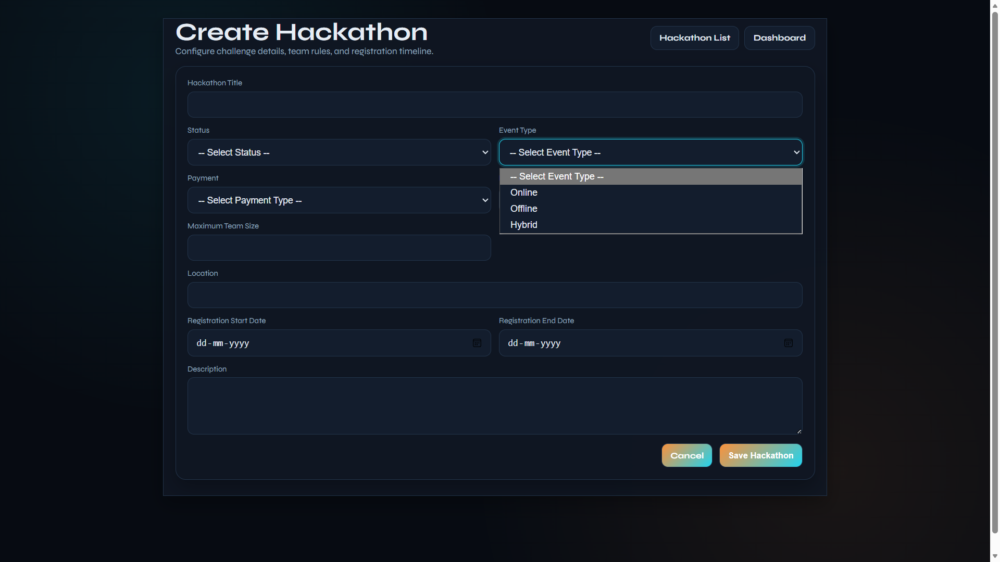 Create Hackathon
Configure challenge details, team rules, and registration timeline.
Hackathon List
Dashboard
Hackathon Title
Status
Event Type
-- Select Status --
-- Select Event Type --
-- Select Event Type --
Online
Offline
Hybrid
Payment
-- Select Payment Type --
Maximum Team Size
Location
Registration Start Date
Registration End Date
dd-mm-yyyy
dd-mm-yyyy
Description
Cancel
Save Hackathon